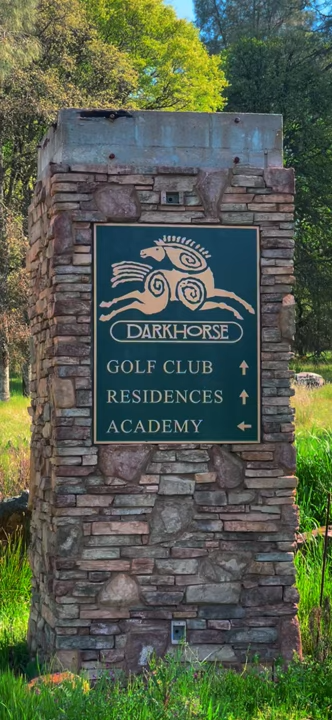 DARKHORSE
GOLF CLUB ↑
RESIDENCES ↑
ACADEMY ←